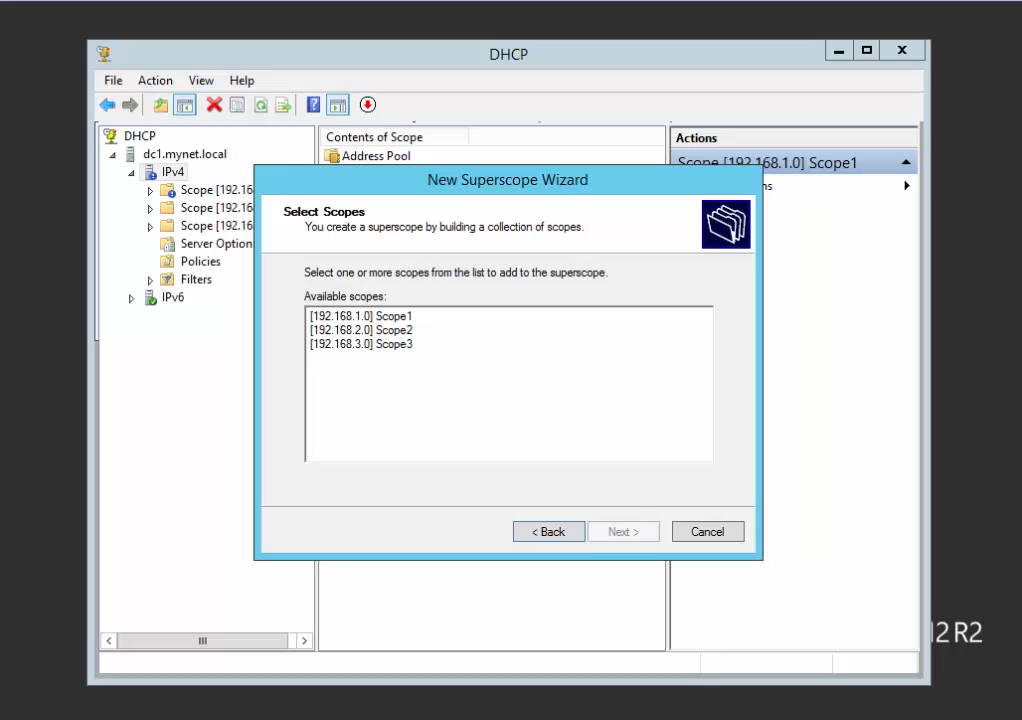 DHCP
File Action View Help
DHCP
dc1.mynet.local
IPv4
Scope [192.16
Scope [192.16
Scope [192.16
Server Option
Policies
Filters
IPv6
Contents of Scope
Address Pool
Actions
Scope [192.168.1.0] Scope1
ns
New Superscope Wizard
Select Scopes
You create a superscope by building a collection of scopes.
Select one or more scopes from the list to add to the superscope.
Available scopes:
[192.168.1.0] Scope1
[192.168.2.0] Scope2
[192.168.3.0] Scope3
< Back Next > Cancel
2 R2